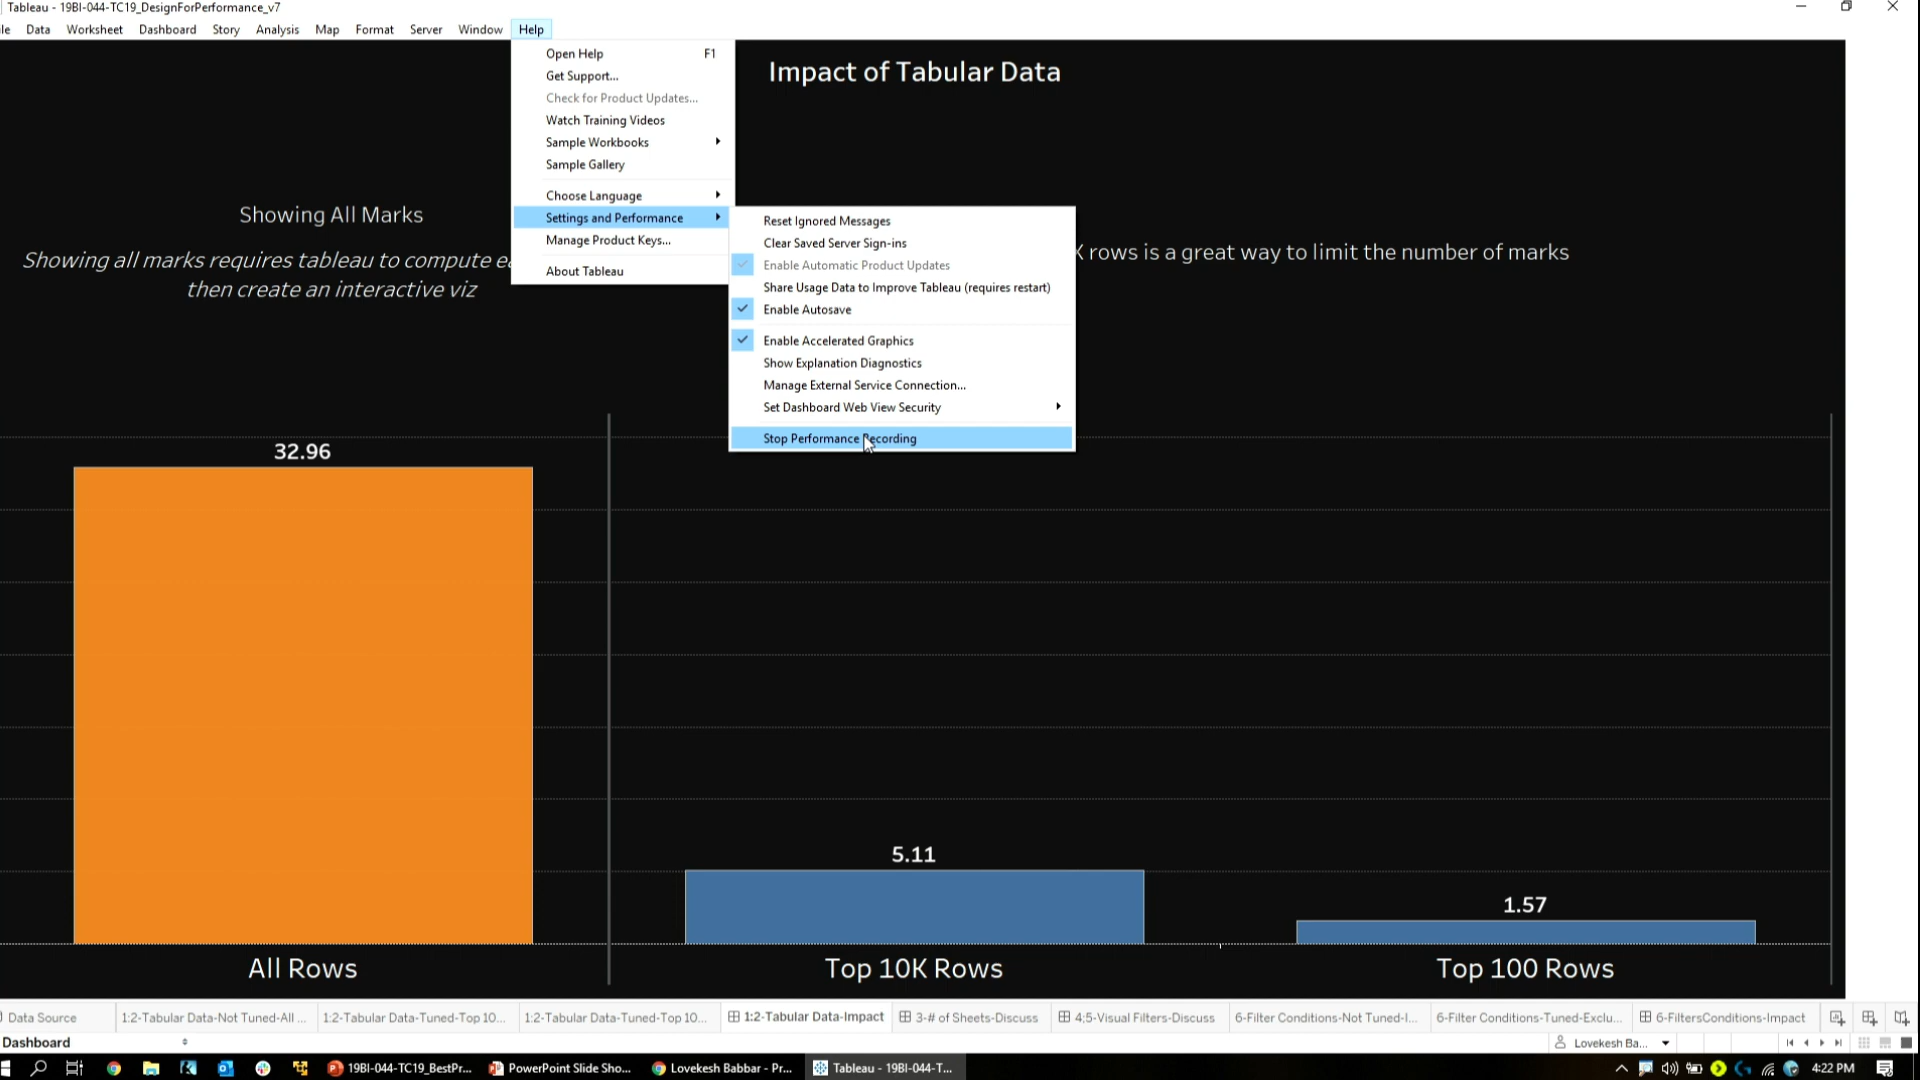 Tableau - 19BI-044-TC19_DesignForPerformance_v7
Data Worksheet Dashboard Story Analysis Map Format Server Window Help
Open Help F1
Get Support...
Check for Product Updates...
Watch Training Videos
Sample Workbooks
Sample Gallery
Choose Language
Settings and Performance
Manage Product Keys...
About Tableau
Reset Ignored Messages
Clear Saved Server Sign-ins
Enable Automatic Product Updates
Share Usage Data to Improve Tableau (requires restart)
Enable Autosave
Enable Accelerated Graphics
Show Explanation Diagnostics
Manage External Service Connection...
Set Dashboard Web View Security
Stop Performance Recording
Impact of Tabular Data
Showing All Marks
Showing all marks requires tableau to compute
then create an interactive viz
X rows is a great way to limit the number of marks
32.96
5.11
1.57
All Rows
Top 10K Rows
Top 100 Rows
Data Source 1:2-Tabular Data-Not Tuned-All ... 1:2-Tabular Data-Tuned-Top 10... 1:2-Tabular Data-Tuned-Top 10... 1:2-Tabular Data-Impact 3-# of Sheets-Discuss 4;5-Visual Filters-Discuss 6-Filter Conditions-Not Tuned-I... 6-Filter Conditions-Tuned-Exclu... 6-FiltersConditions-Impact
Dashboard Lovekesh Ba...
19BI-044-TC19_BestPr... PowerPoint Slide Sho... Lovekesh Babbar - Pr... Tableau - 19BI-044-T... 4:22 PM